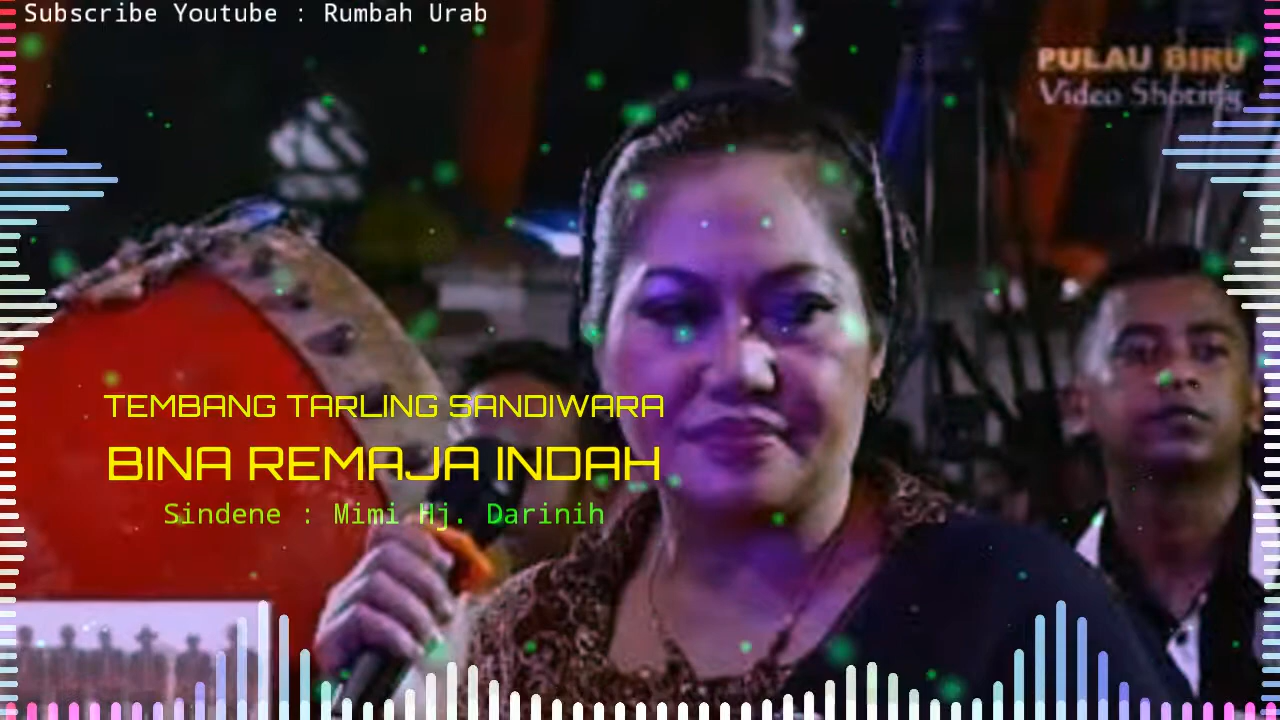 Subscribe Youtube : Rumbah Urab
PULAU BIRU
Video Shoting
TEMBANG TARLING SANDIWARA
BINA REMAJA INDAH
Sindene : Mimi Hj. Darinih